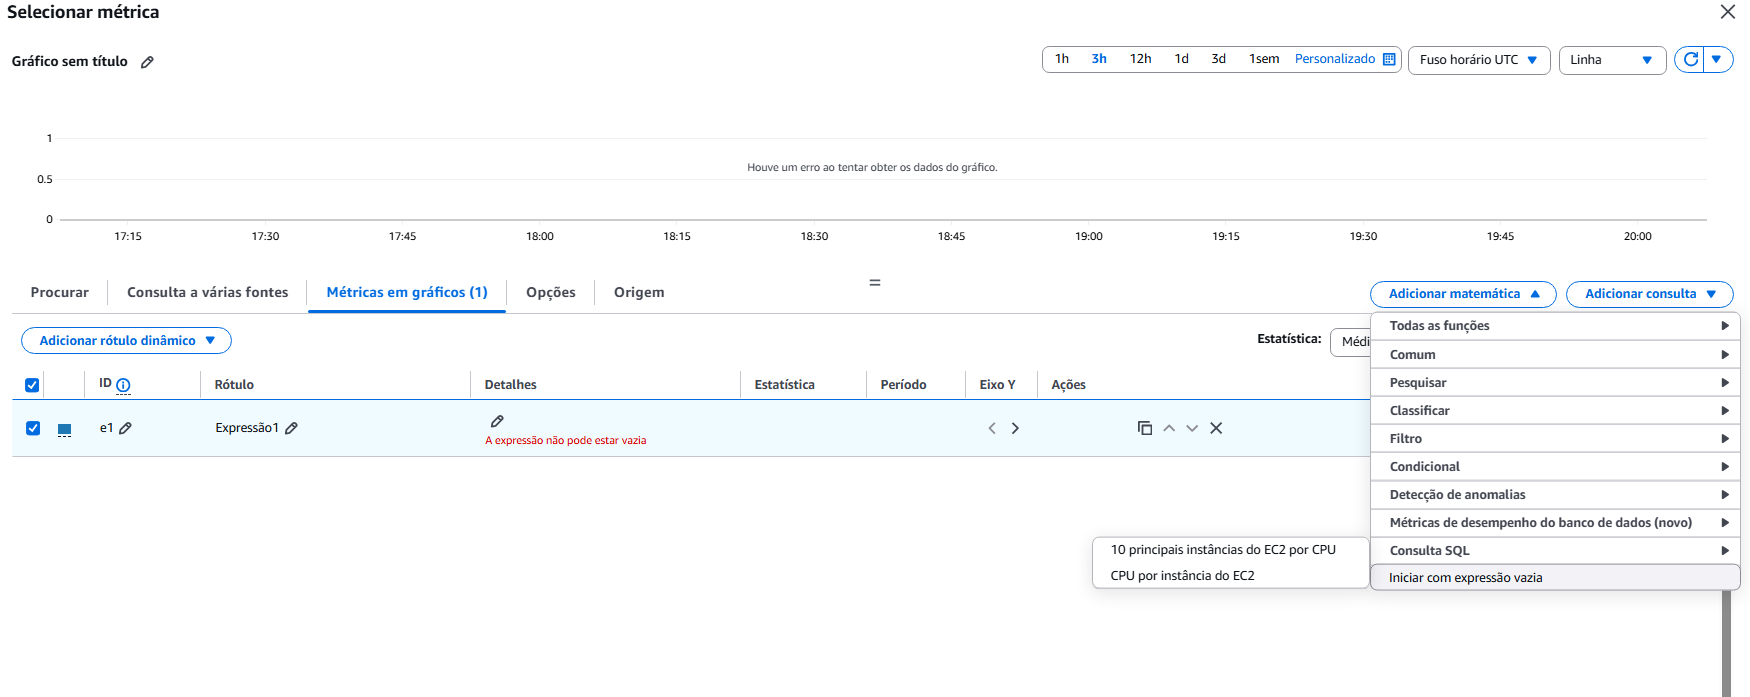 Selecionar métrica
Gráfico sem título
1h 3h 12h 1d 3d 1sem Personalizado
Fuso horário UTC
Linha
1
0.5
0
Houve um erro ao tentar obter os dados do gráfico.
17:15 17:30 17:45 18:00 18:15 18:30 18:45 19:00 19:15 19:30 19:45 20:00
Procurar
Consulta a várias fontes
Métricas em gráficos (1)
Opções
Origem
Adicionar matemática
Adicionar consulta
Adicionar rótulo dinâmico
Estatística:
Médi
ID Rótulo Detalhes Estatística Período Eixo Y Ações
e1 Expressão1
A expressão não pode estar vazia
Todas as funções
Comum
Pesquisar
Classificar
Filtro
Condicional
Detecção de anomalias
Métricas de desempenho do banco de dados (novo)
Consulta SQL
Iniciar com expressão vazia
10 principais instâncias do EC2 por CPU
CPU por instância do EC2